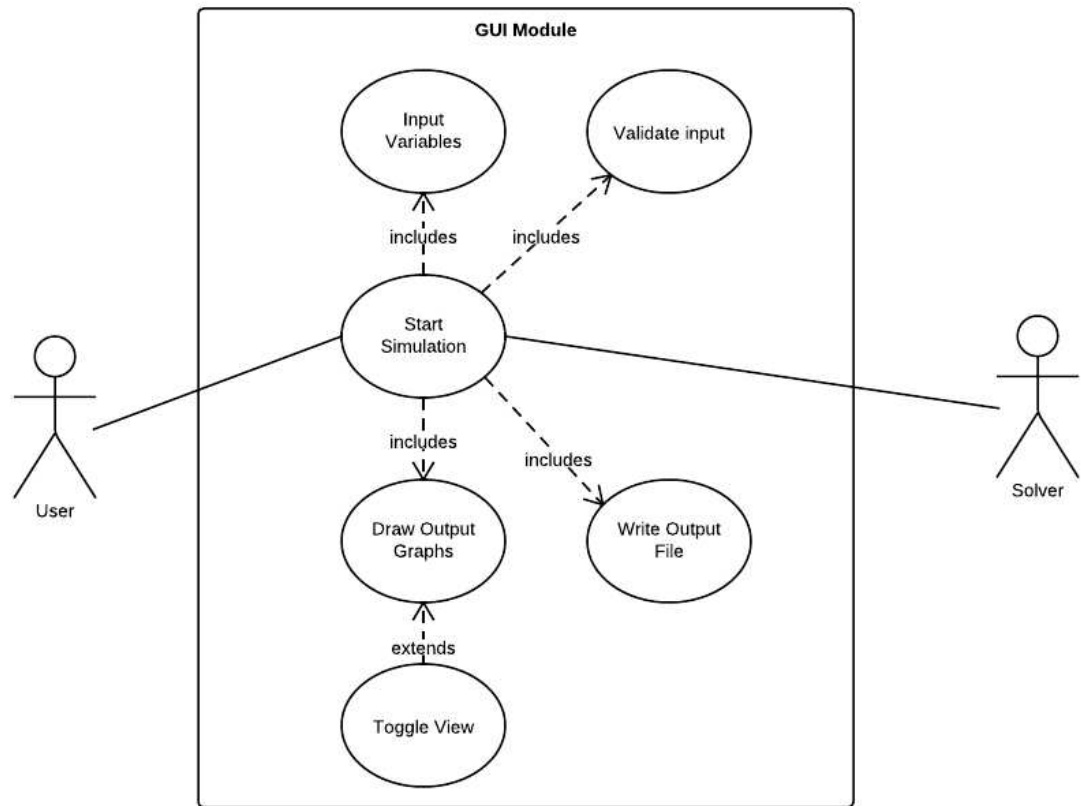 GUI Module
Input
Variables
Validate input
includes
includes
Start
Simulation
User
Solver
includes
includes
Draw Output
Graphs
Write Output
File
extends
Toggle View